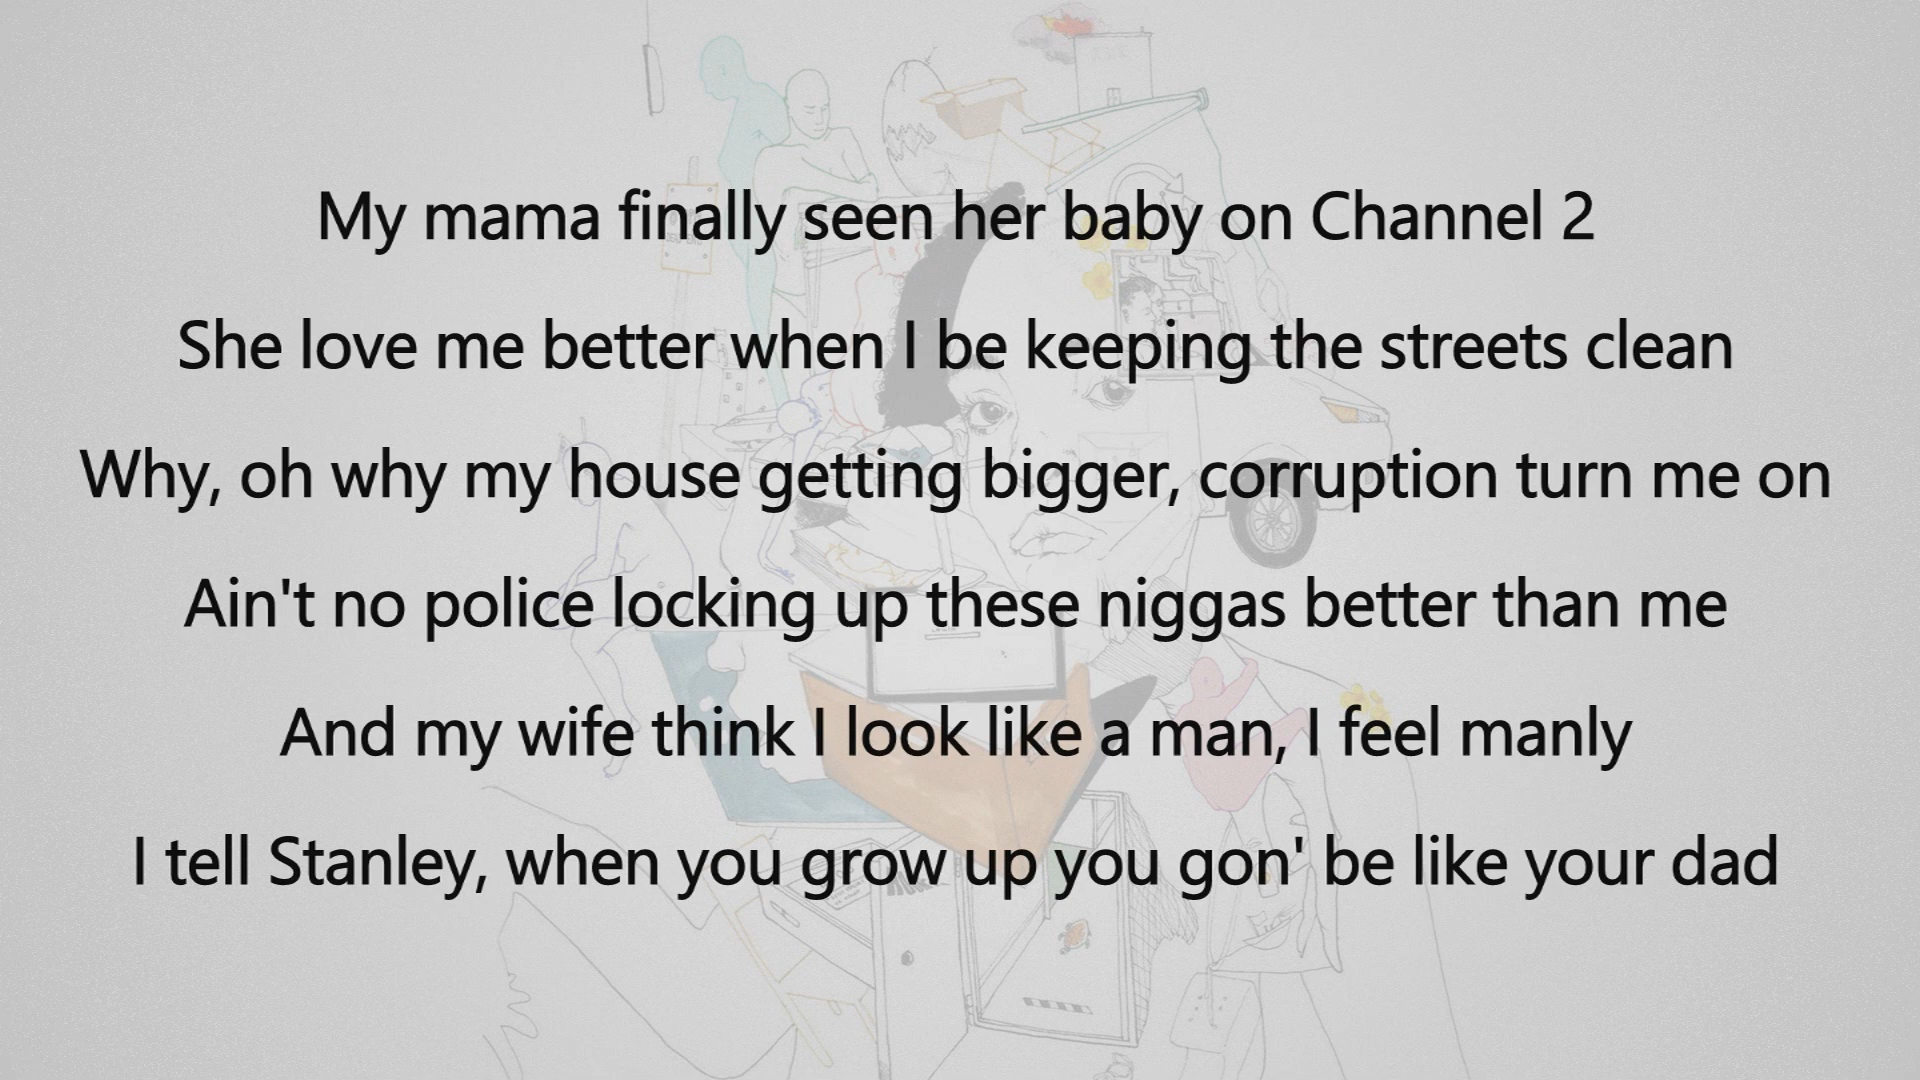 My mama finally seen her baby on Channel 2
She love me better when I be keeping the streets clean
Why, oh why my house getting bigger, corruption turn me on
Ain't no police locking up these niggas better than me
And my wife think I look like a man, I feel manly
I tell Stanley, when you grow up you gon' be like your dad